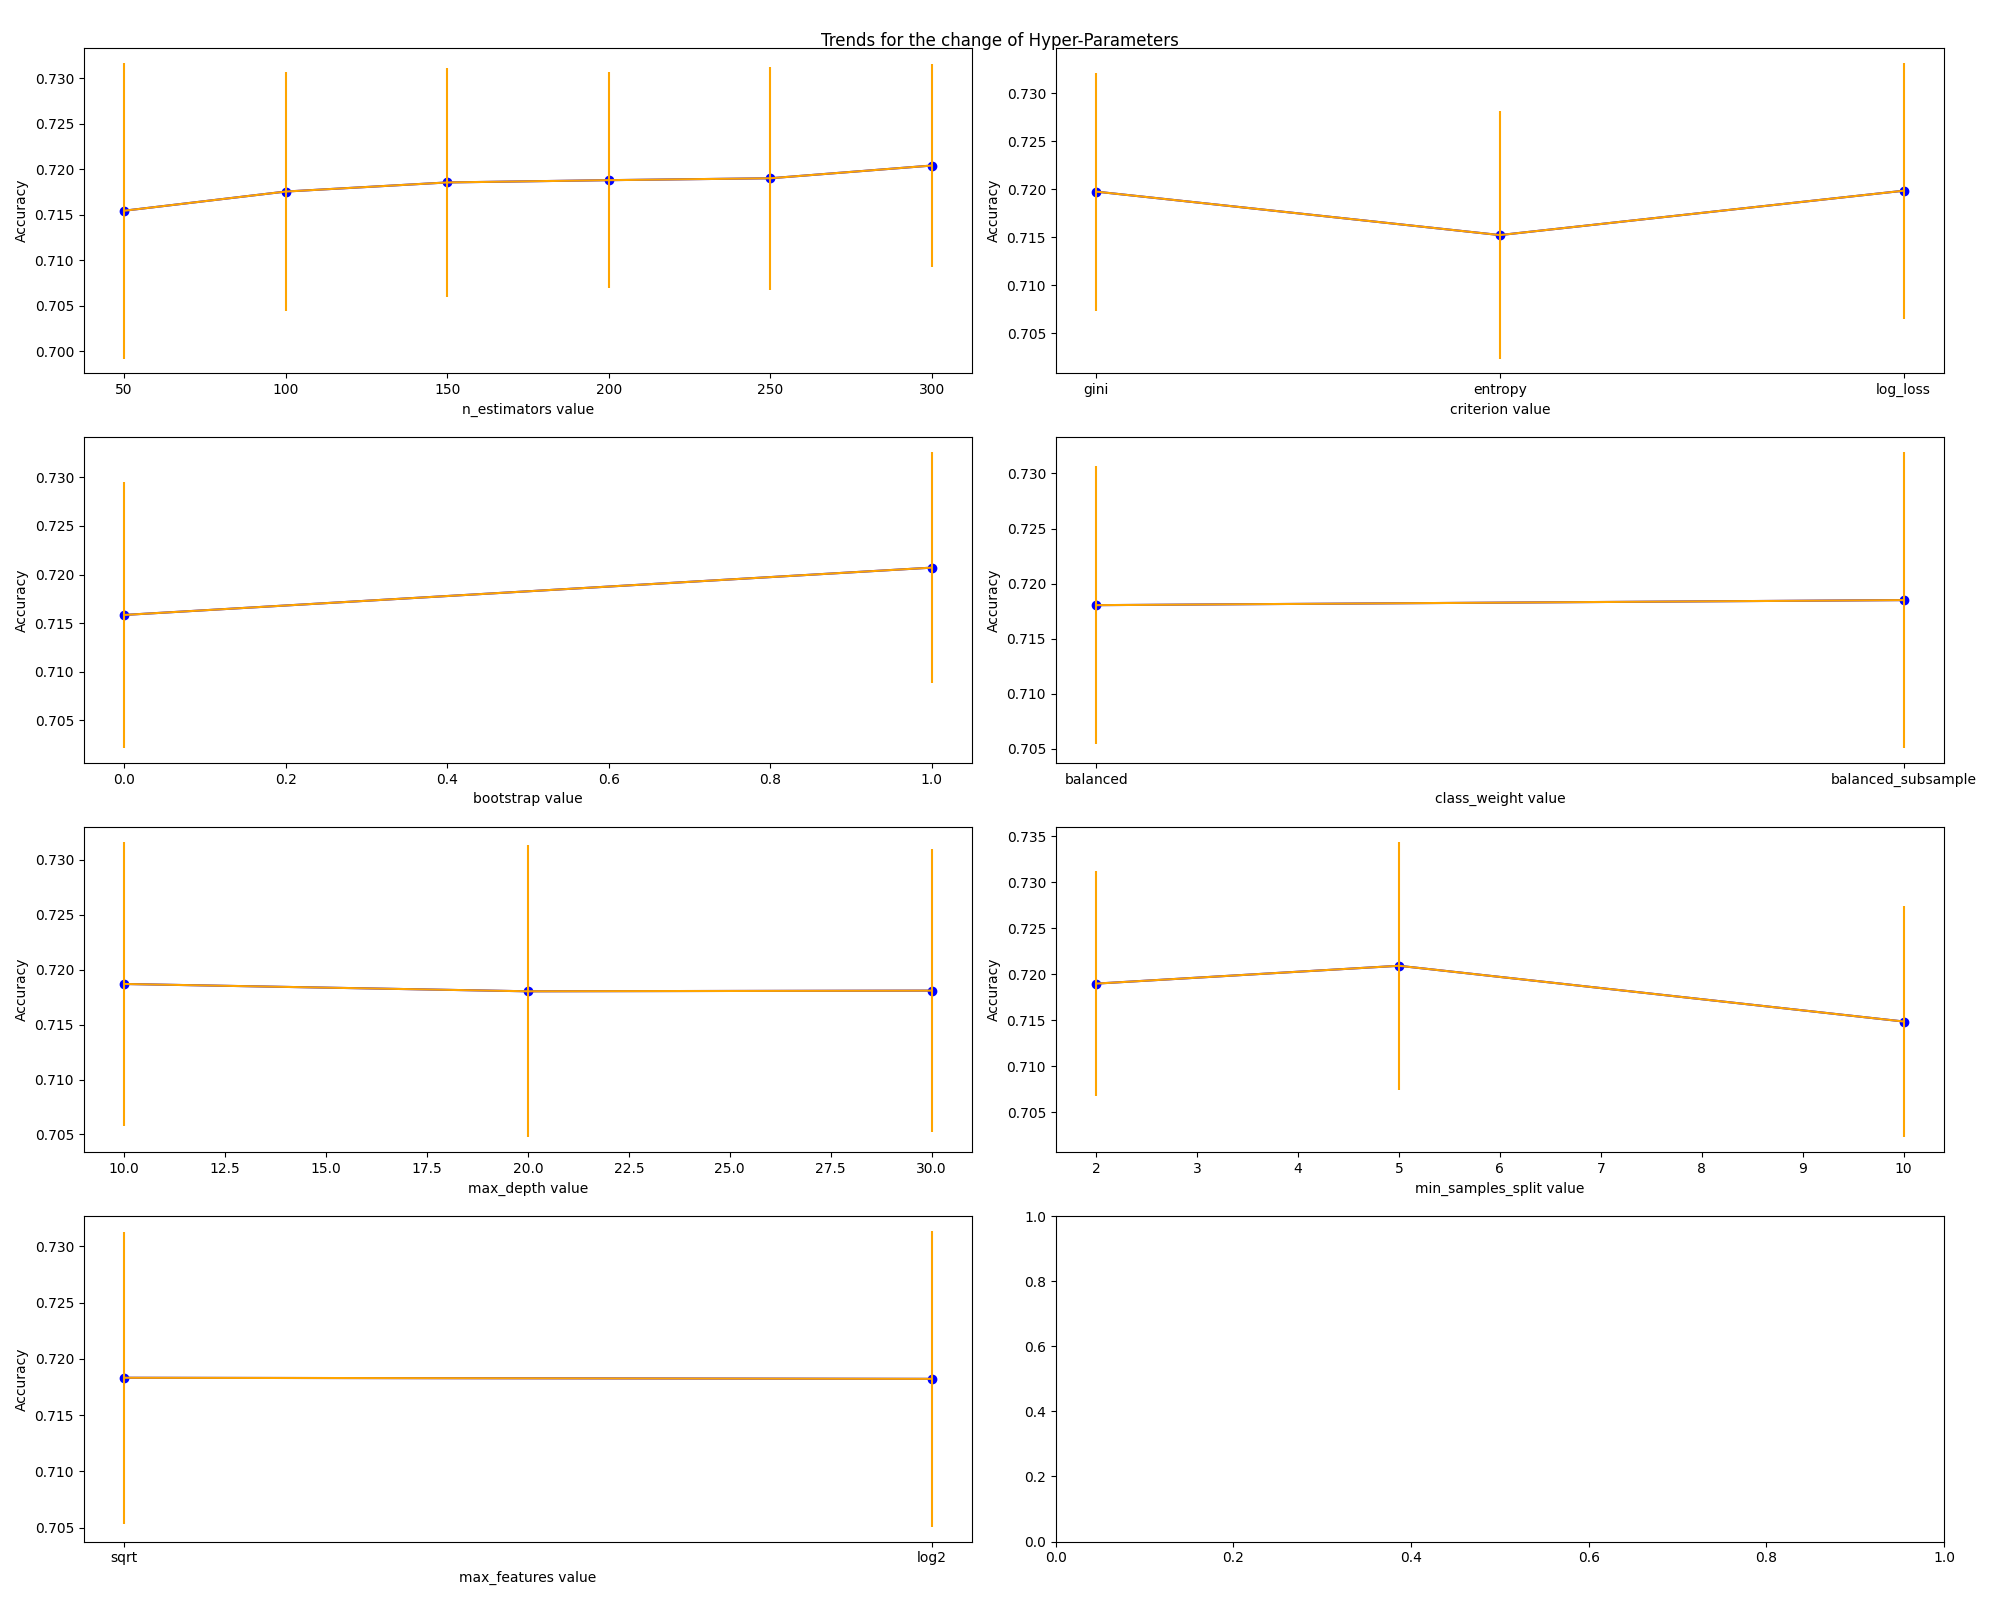 Trends for the change of Hyper-Parameters
0.730
0.725
0.720
0.715
0.710
0.705
0.700
Accuracy
50 100 150 200 250 300
n_estimators value
0.730
0.725
0.720
0.715
0.710
0.705
Accuracy
gini entropy log_loss
criterion value
0.730
0.725
0.720
0.715
0.710
0.705
Accuracy
0.0 0.2 0.4 0.6 0.8 1.0
bootstrap value
0.730
0.725
0.720
0.715
0.710
0.705
Accuracy
balanced balanced_subsample
class_weight value
0.730
0.725
0.720
0.715
0.710
0.705
Accuracy
10.0 12.5 15.0 17.5 20.0 22.5 25.0 27.5 30.0
max_depth value
0.735
0.730
0.725
0.720
0.715
0.710
0.705
Accuracy
2 3 4 5 6 7 8 9 10
min_samples_split value
0.730
0.725
0.720
0.715
0.710
0.705
Accuracy
sqrt log2
max_features value
1.0
0.8
0.6
0.4
0.2
0.0
0.0 0.2 0.4 0.6 0.8 1.0